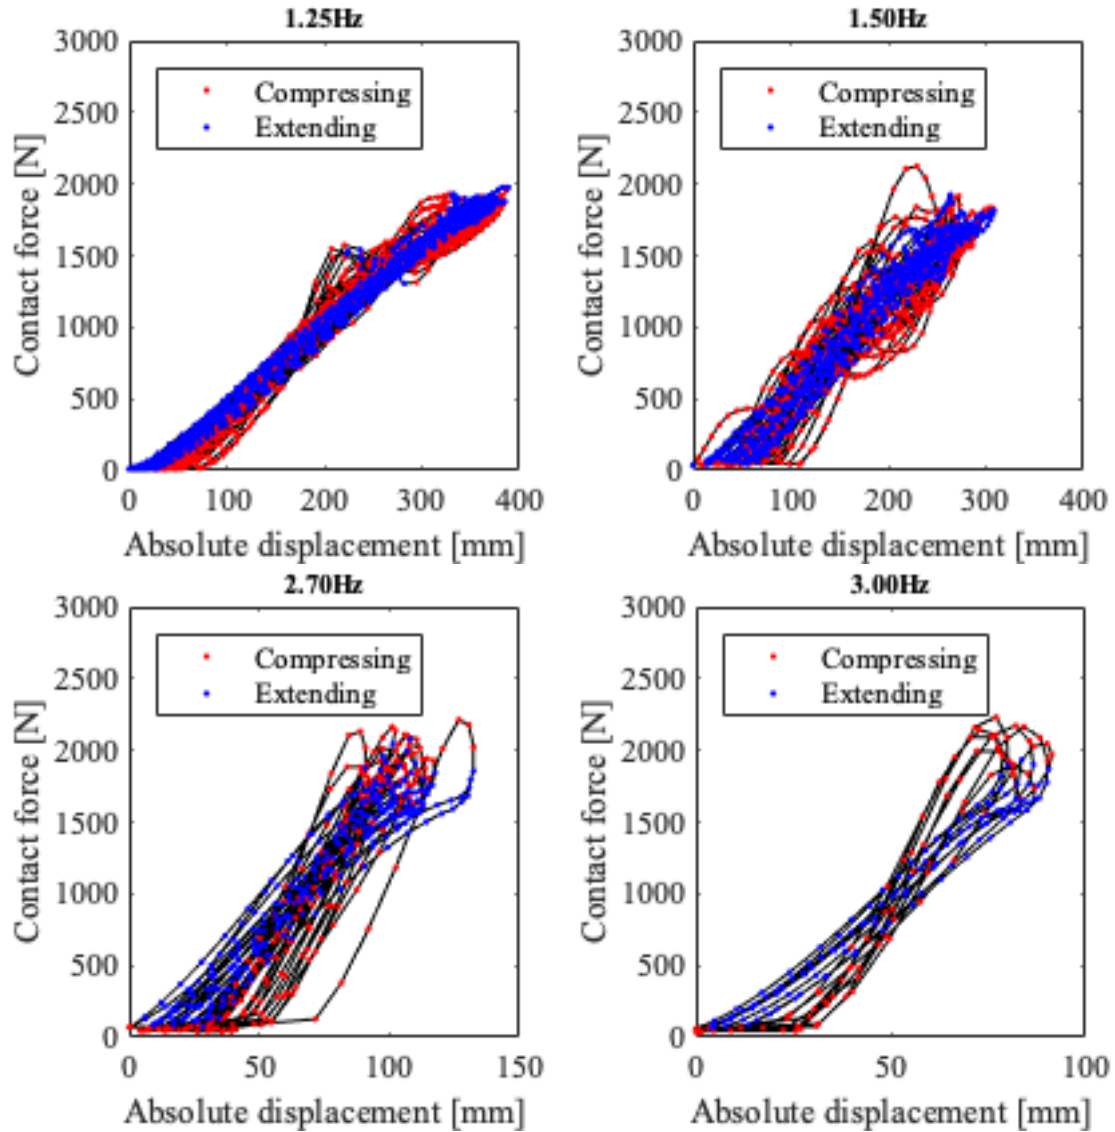 1.25Hz
3000
2500
2000
1500
1000
500
0
Contact force [N]
Compressing
Extending
0 100 200 300 400
Absolute displacement [mm]
1.50Hz
3000
2500
2000
1500
1000
500
0
Contact force [N]
Compressing
Extending
0 100 200 300 400
Absolute displacement [mm]
2.70Hz
3000
2500
2000
1500
1000
500
0
Contact force [N]
Compressing
Extending
0 50 100 150
Absolute displacement [mm]
3.00Hz
3000
2500
2000
1500
1000
500
0
Contact force [N]
Compressing
Extending
0 50 100
Absolute displacement [mm]